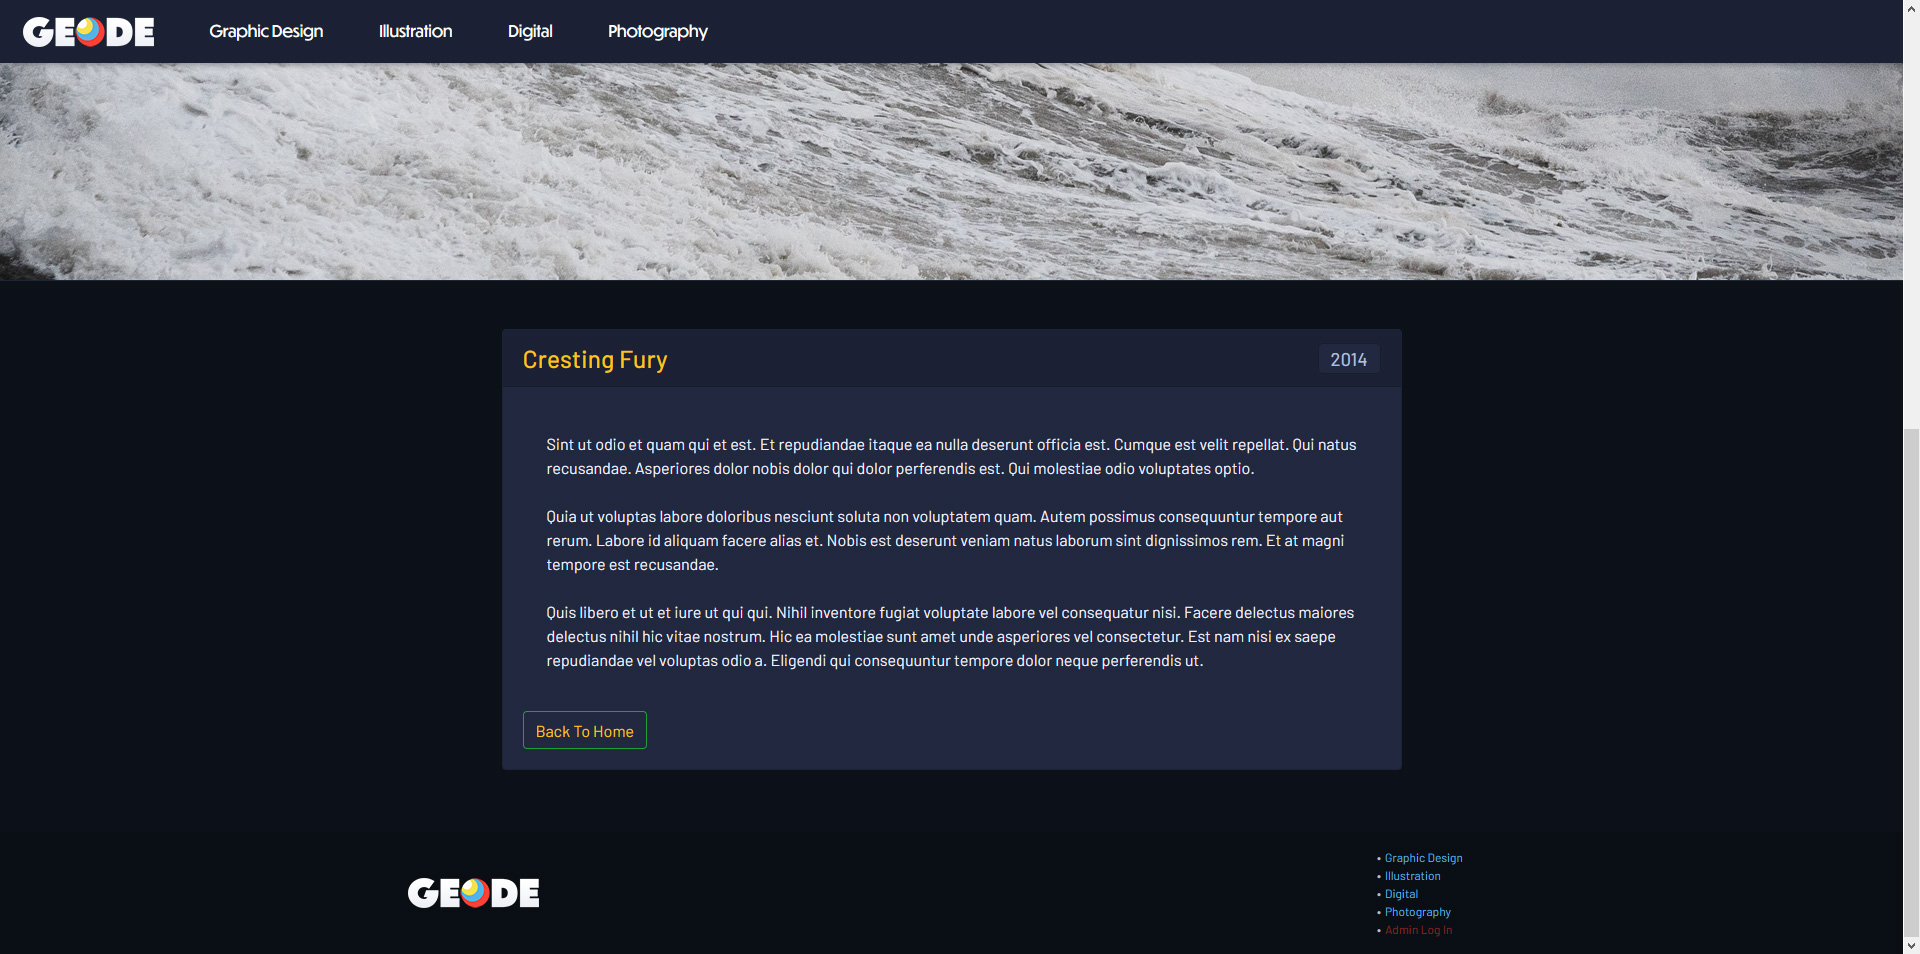 GEODE
Graphic Design
Illustration
Digital
Photography
Cresting Fury
2014
Sint ut odio et quam qui et est. Et repudiandae itaque ea nulla deserunt officia est. Cumque est velit repellat. Qui natus
recusandae. Asperiores dolor nobis dolor qui dolor perferendis est. Qui molestiae odio voluptates optio.
Quia ut voluptas labore doloribus nesciunt soluta non voluptatem quam. Autem possimus consequuntur tempore aut
rerum. Labore id aliquam facere alias et. Nobis est deserunt veniam natus laborum sint dignissimos rem. Et at magni
tempore est recusandae.
Quis libero et ut et iure ut qui qui. Nihil inventore fugiat voluptate labore vel consequatur nisi. Facere delectus maiores
delectus nihil hic vitae nostrum. Hic ea molestiae sunt amet unde asperiores vel consectetur. Est nam nisi ex saepe
repudiandae vel voluptas odio a. Eligendi qui consequuntur tempore dolor neque perferendis ut.
Back To Home
GEODE
• Graphic Design
• Illustration
• Digital
• Photography
• Admin Log In